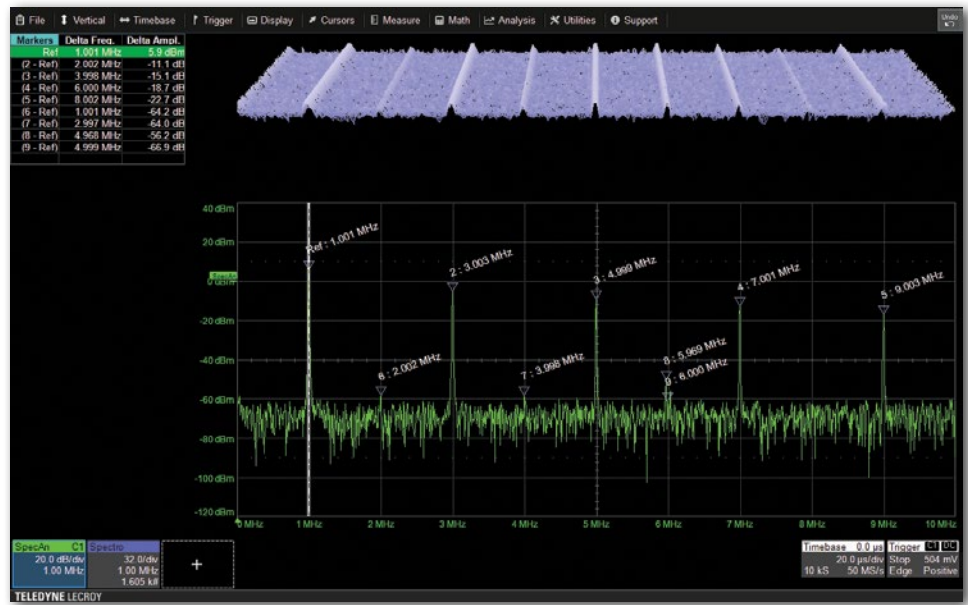 File Vertical Timebase Trigger Display Cursors Measure Math Analysis Utilities Support Undo
Markers Delta Freq. Delta Ampl.
Ref 1.001 MHz 5.9 dBm
(2 - Ref) 2.002 MHz -11.1 dB
(3 - Ref) 3.998 MHz -15.1 dB
(4 - Ref) 6.000 MHz -18.7 dB
(5 - Ref) 8.002 MHz -22.7 dB
(6 - Ref) 1.001 MHz -64.2 dB
(7 - Ref) 2.997 MHz -64.0 dB
(8 - Ref) 4.968 MHz -56.2 dB
(9 - Ref) 4.999 MHz -66.9 dB
40 dBm
20 dBm
SpecAn
0 dBm
-20 dBm
-40 dBm
-60 dBm
-80 dBm
-100 dBm
-120 dBm
Ref : 1.001 MHz
2 : 3.003 MHz
3 : 4.999 MHz
4 : 7.001 MHz
5 : 9.003 MHz
6 : 2.002 MHz
7 : 3.998 MHz
8 : 5.969 MHz
9 : 6.000 MHz
0 MHz 1 MHz 2 MHz 3 MHz 4 MHz 5 MHz 6 MHz 7 MHz 8 MHz 9 MHz 10 MHz
SpecAn C1
20.0 dB/div
1.00 MHz
Spectro
32.0/div
1.00 MHz
1.605 k#
+
Timebase 0.0 µs
20.0 µs/div
10 kS 50 MS/s
Trigger C1 DC
Stop 504 mV
Edge Positive
TELEDYNE LECROY